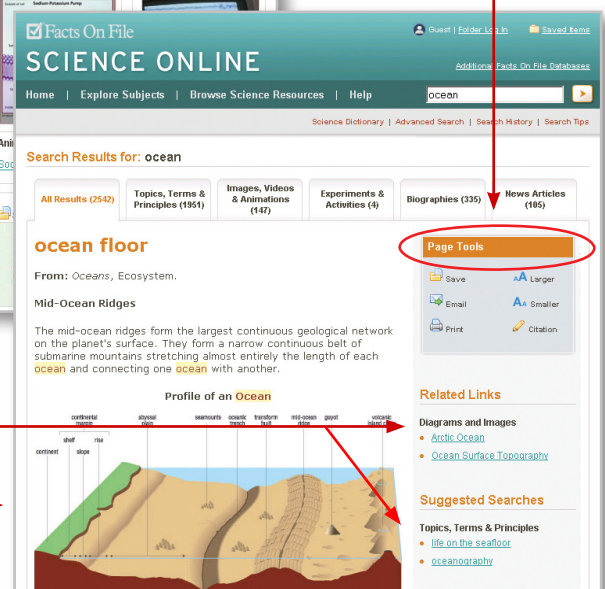 Sodium-Potassium Pump
Facts On File
Guest | Folder Log In
Saved Items
SCIENCE ONLINE
Additional Facts On File Databases
Home | Explore Subjects | Browse Science Resources | Help
ocean
Science Dictionary | Advanced Search | Search History | Search Tips
Search Results for: ocean
All Results (2542)
Topics, Terms &
Principles (1951)
Images, Videos
& Animations
(147)
Experiments &
Activities (4)
Biographies (335)
News Articles
(105)
ocean floor
From: Oceans, Ecosystem.
Mid-Ocean Ridges
The mid-ocean ridges form the largest continuous geological network
on the planet's surface. They form a narrow continuous belt of
submarine mountains stretching almost entirely the length of each
ocean and connecting one ocean with another.
Profile of an Ocean
continental
margin
abyssal
plain
seamounts
oceanic
trench
transform
fault
mid-ocean
ridge
guyot
volcanic
shelf
rise
continent
slope
Page Tools
Save
AA Larger
Email
AA Smaller
Print
Citation
Related Links
Diagrams and Images
• Arctic Ocean
• Ocean Surface Topography
Suggested Searches
Topics, Terms & Principles
• life on the seafloor
• oceanography